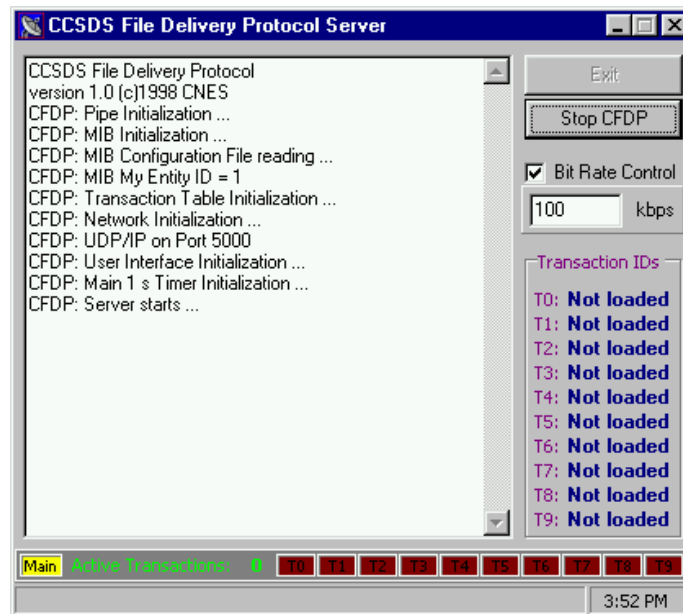 CCSDS File Delivery Protocol Server
CCSDS File Delivery Protocol
version 1.0 (c)1998 CNES
CFDP: Pipe Initialization ...
CFDP: MIB Initialization ...
CFDP: MIB Configuration File reading ...
CFDP: MIB My Entity ID = 1
CFDP: Transaction Table Initialization ...
CFDP: Network Initialization ...
CFDP: UDP/IP on Port 5000
CFDP: User Interface Initialization ...
CFDP: Main 1 s Timer Initialization ...
CFDP: Server starts ...
Exit
Stop CFDP
Bit Rate Control
100 kbps
Transaction IDs
T0: Not loaded
T1: Not loaded
T2: Not loaded
T3: Not loaded
T4: Not loaded
T5: Not loaded
T6: Not loaded
T7: Not loaded
T8: Not loaded
T9: Not loaded
Main Active Transactions: 0 T0 T1 T2 T3 T4 T5 T6 T7 T8 T9
3:52 PM